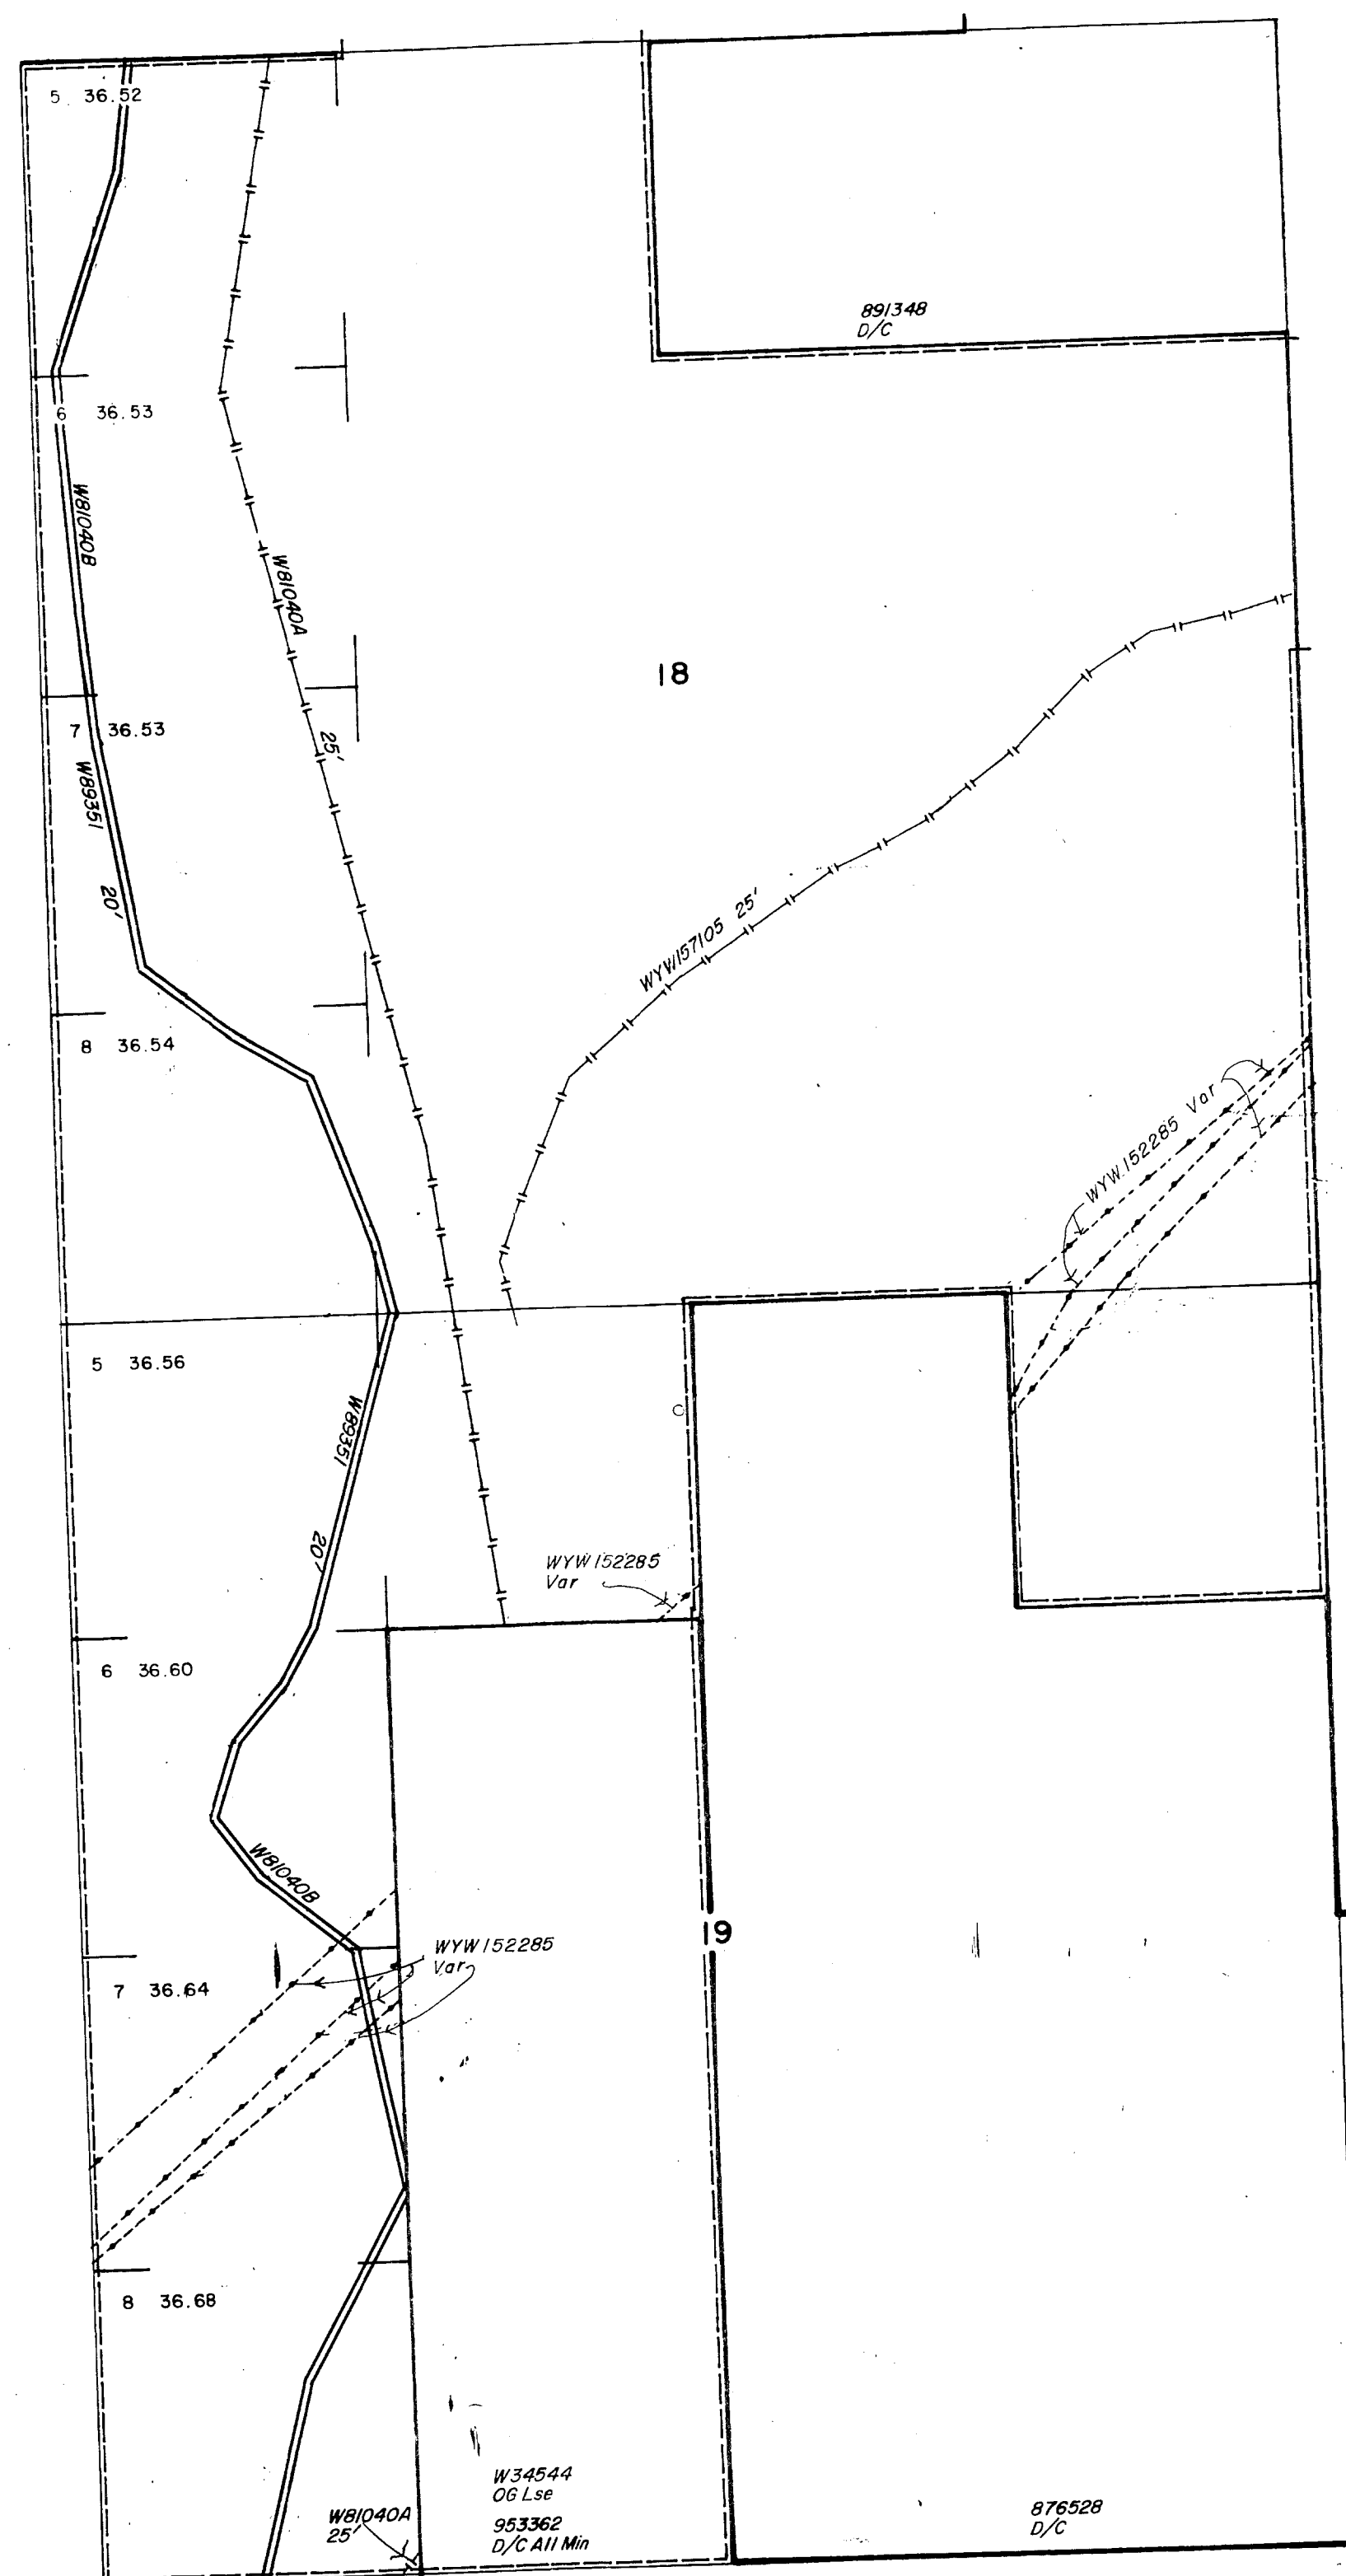 5 36.52
891348
D/C
6 36.53
W81040B
W81040A
18
7 36.53
25'
W89351
20'
WYW157105 25'
8 36.54
WYW152285 Var
5 36.56
W89351
20'
WYW152285
Var
6 36.60
W81040B
19
WYW152285
Var
7 36.64
8 36.68
W34544
OG Lse
W81040A
25'
953362
D/C All Min
876528
D/C